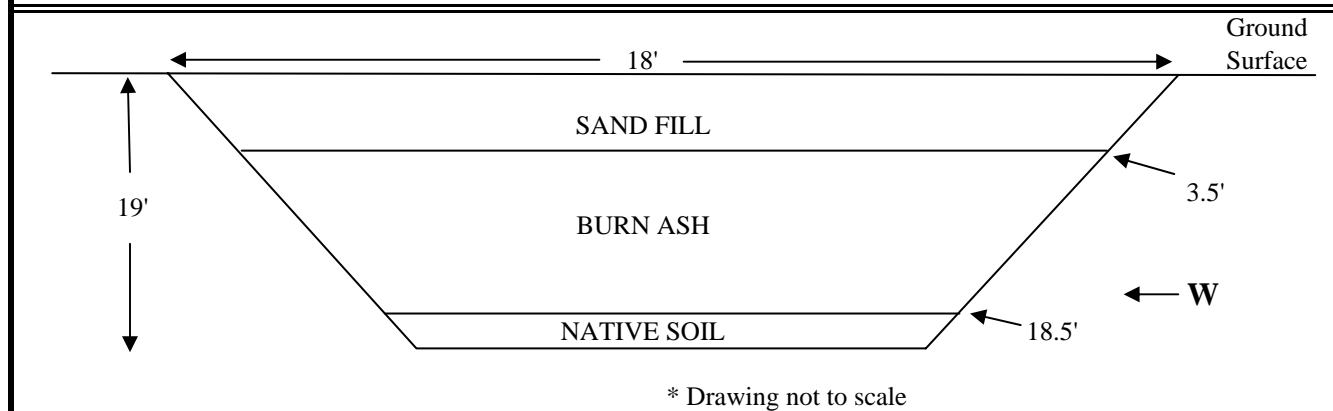 Ground
Surface
18'
SAND FILL
3.5'
19'
BURN ASH
W
18.5'
NATIVE SOIL
* Drawing not to scale